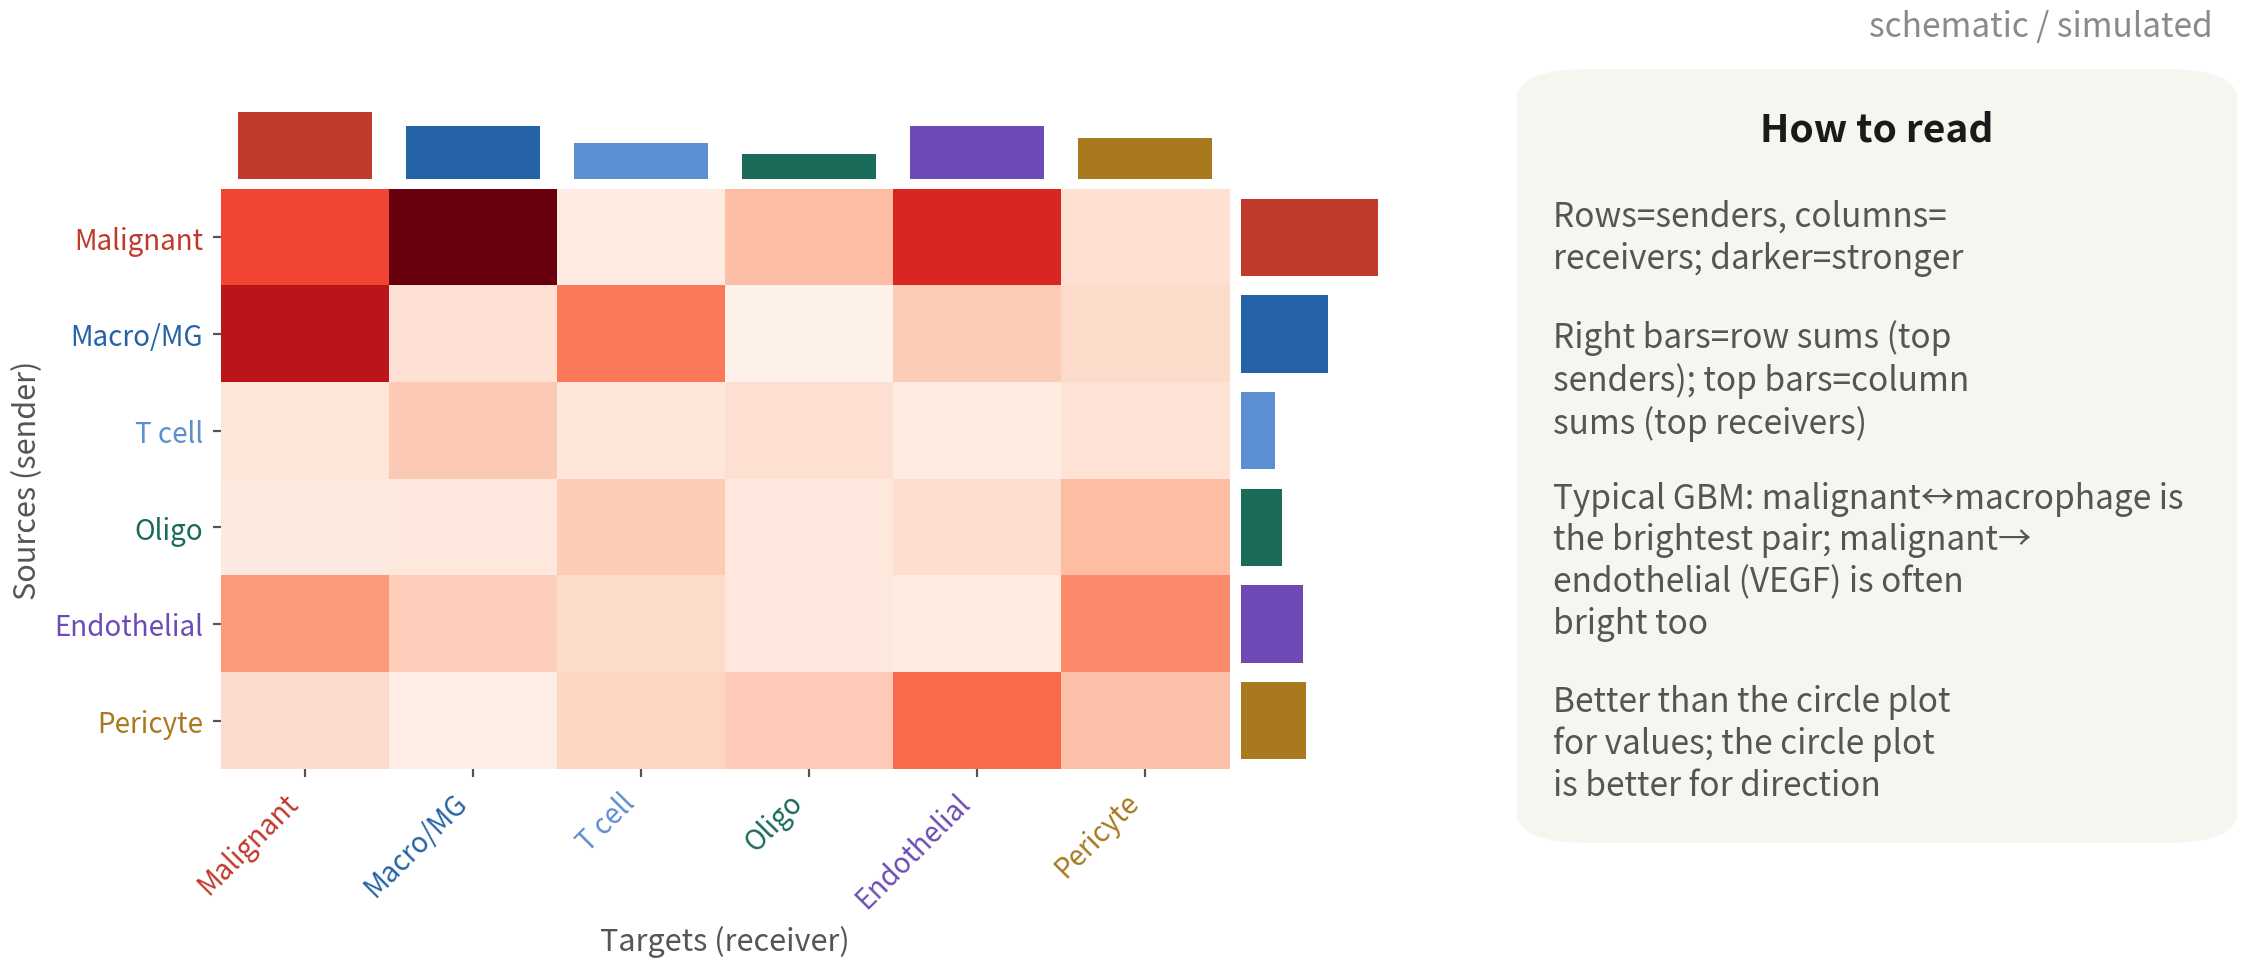 schematic / simulated
Malignant
Macro/MG
T cell
Oligo
Endothelial
Pericyte
Sources (sender)
Malignant
Macro/MG
T cell
Oligo
Endothelial
Pericyte
Targets (receiver)
How to read
Rows=senders, columns=
receivers; darker=stronger
Right bars=row sums (top
senders); top bars=column
sums (top receivers)
Typical GBM: malignant↔macrophage is
the brightest pair; malignant→
endothelial (VEGF) is often
bright too
Better than the circle plot
for values; the circle plot
is better for direction